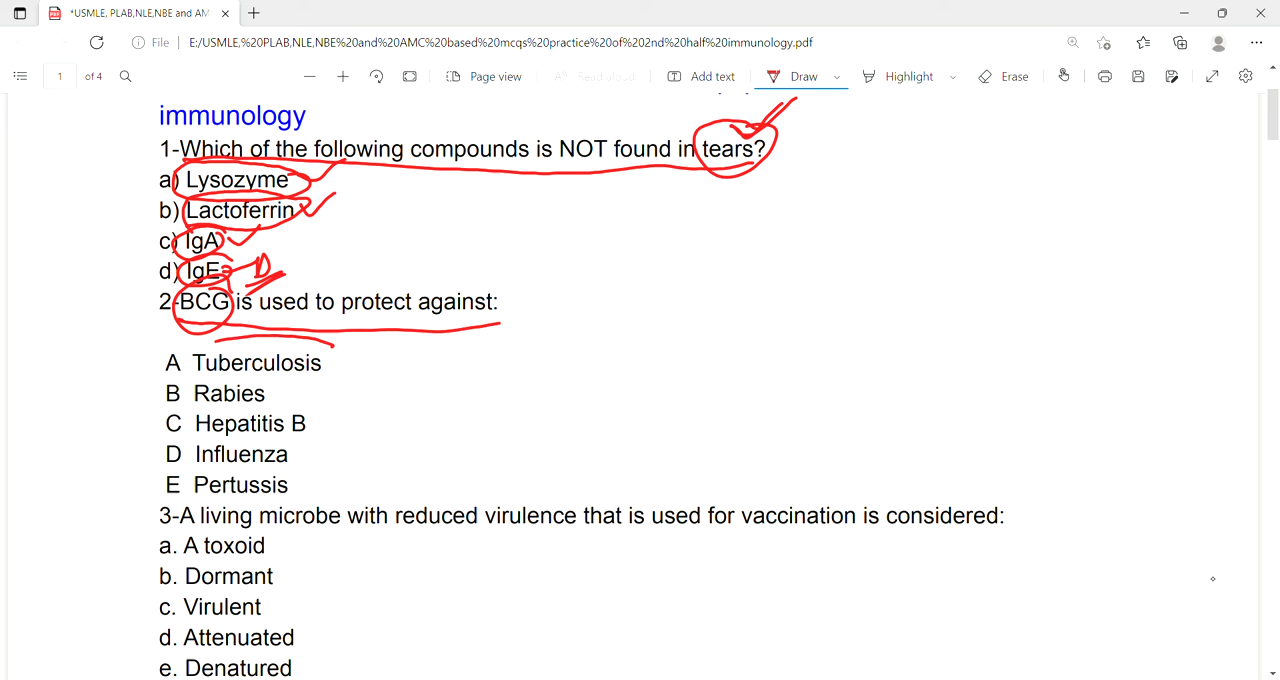 *USMLE, PLAB,NLE,NBE and AM
File
E:/USMLE,%20PLAB,NLE,NBE%20and%20AMC%20based%20mcqs%20practice%20of%202nd%20half%20immunology.pdf
1 of 4
Page view
Read aloud
Add text
Draw
Highlight
Erase
immunology
1-Which of the following compounds is NOT found in tears?
a) Lysozyme
b) Lactoferrin
c) IgA
d) IgE D
2-BCG is used to protect against:
A Tuberculosis
B Rabies
C Hepatitis B
D Influenza
E Pertussis
3-A living microbe with reduced virulence that is used for vaccination is considered:
a. A toxoid
b. Dormant
c. Virulent
d. Attenuated
e. Denatured